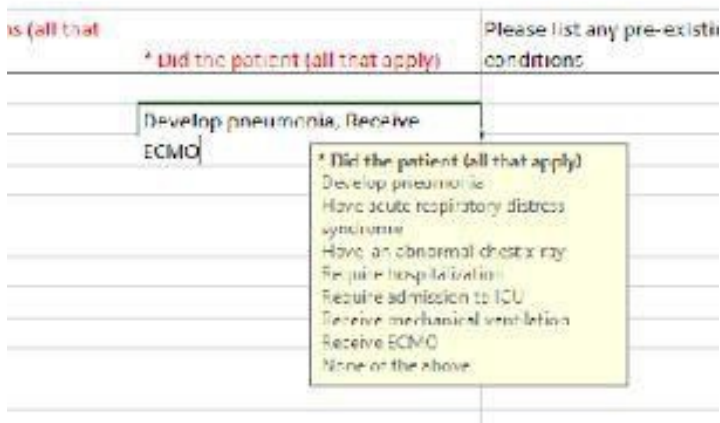 ns (all that
* Did the patient (all that apply)
Please list any pre-existin
conditions
Develop pneumonia, Receive
ECMO
* Did the patient (all that apply)
Develop pneumonia
Have acute respiratory distress
syndrome
Have an abnormal chest x-ray
Require hospitalization
Require admission to ICU
Receive mechanical ventilation
Receive ECMO
None of the above